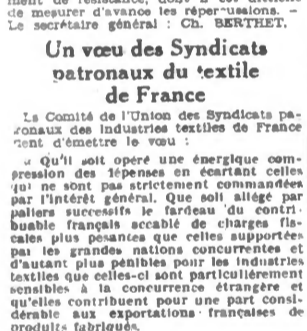 de mesurer d'avance les répercussions. —
Le secrétaire général : Ch. BERTHET.
Un vœu des Syndicats
patronaux du textile
de France
Le Comité de l'Union des Syndicats pa-
tronaux des industries textiles de France
vient d'émettre le vœu :
« Qu'il soit opéré une énergique com-
pression des dépenses en écartant celles
qui ne sont pas strictement commandées
par l'intérêt général. Que soit allégé par
paliers successifs le fardeau du contri-
buable français accablé de charges fis-
cales plus pesantes que celles supportées
par les grandes nations concurrentes et
d'autant plus pénibles pour les industries
textiles que celles-ci sont particulièrement
sensibles à la concurrence étrangère et
qu'elles contribuent pour une part consi-
dérable aux exportations françaises de
produits fabriqués.